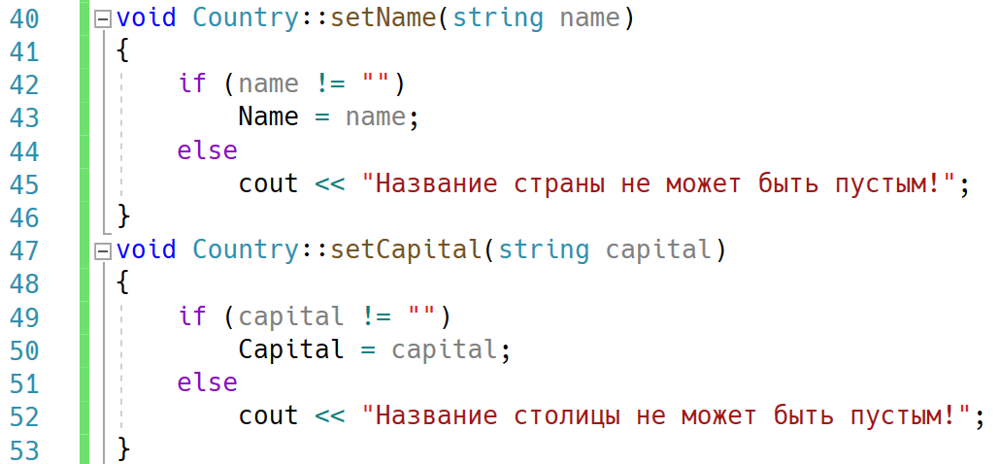 40 void Country::setName(string name)
41 {
42 if (name != "")
43 Name = name;
44 else
45 cout << "Название страны не может быть пустым!";
46 }
47 void Country::setCapital(string capital)
48 {
49 if (capital != "")
50 Capital = capital;
51 else
52 cout << "Название столицы не может быть пустым!";
53 }